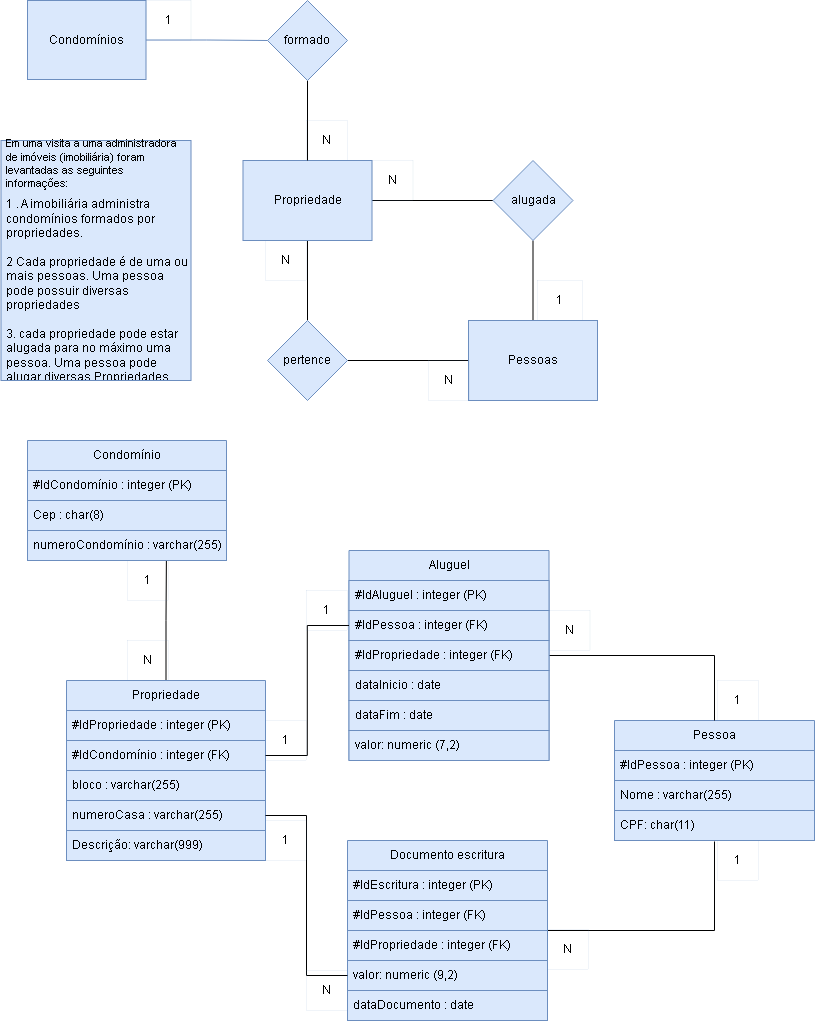 Condomínios
1
formado
N
Em uma visita a uma administradora
de imóveis (imobiliária) foram
levantadas as seguintes
informações:
1 . A imobiliária administra
condomínios formados por
propriedades.
2 Cada propriedade é de uma ou
mais pessoas. Uma pessoa
pode possuir diversas
propriedades
3. cada propriedade pode estar
alugada para no máximo uma
pessoa. Uma pessoa pode
alugar diversas Propriedades
Propriedade
N
alugada
N
1
pertence
N
Pessoas
Condomínio
#IdCondomínio : integer (PK)
Cep : char(8)
numeroCondomínio : varchar(255)
1
N
Propriedade
#IdPropriedade : integer (PK)
#IdCondomínio : integer (FK)
bloco : varchar(255)
numeroCasa : varchar(255)
Descrição: varchar(999)
1
1
1
N
Aluguel
#IdAluguel : integer (PK)
#IdPessoa : integer (FK)
#IdPropriedade : integer (FK)
dataInicio : date
dataFim : date
valor: numeric (7,2)
N
1
Pessoa
#IdPessoa : integer (PK)
Nome : varchar(255)
CPF: char(11)
1
Documento escritura
#IdEscritura : integer (PK)
#IdPessoa : integer (FK)
#IdPropriedade : integer (FK)
valor: numeric (9,2)
dataDocumento : date
N